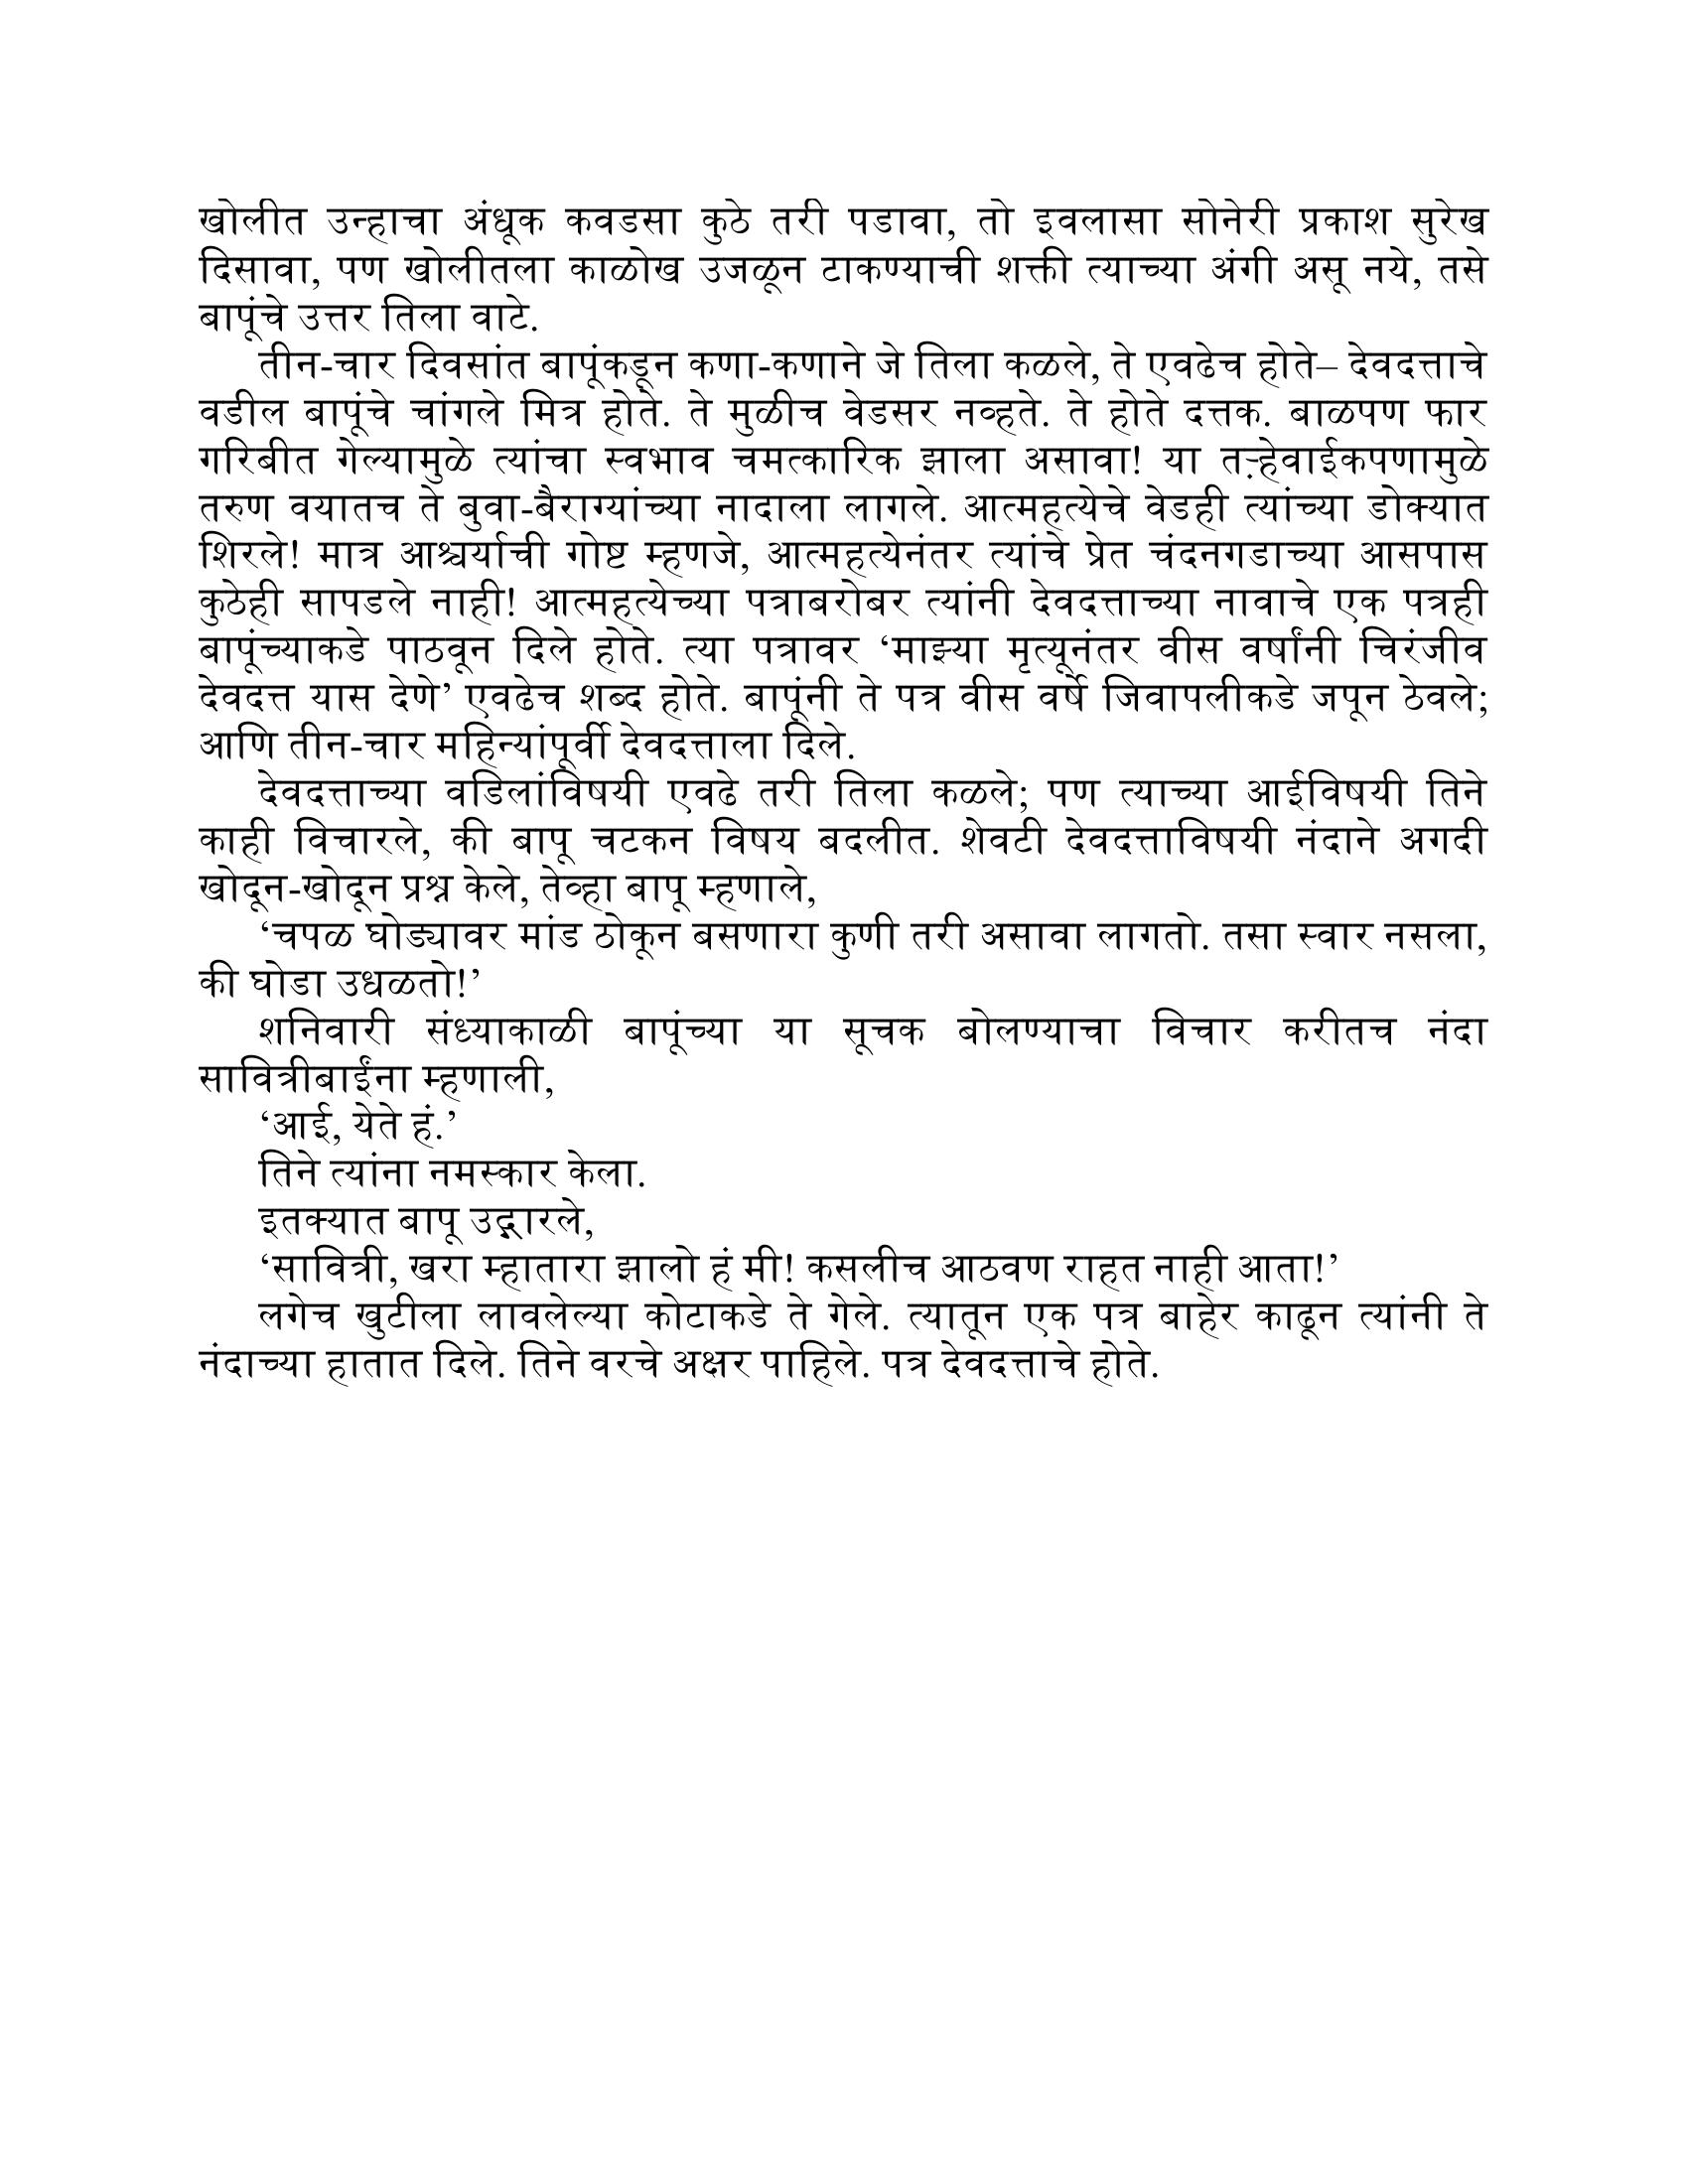 खोलीत उन्हाचा अंधूक कवडसा कुठे तरी पडावा, तो इवलासा सोनेरी प्रकाश सुरेख
दिसावा, पण खोलीतला काळोख उजळून टाकण्याची शक्ती त्याच्या अंगी असू नये, तसे
बापूंचे उत्तर तिला वाटे.
तीन-चार दिवसांत बापूंकडून कणा-कणाने जे तिला कळले, ते एवढेच होते– देवदत्ताचे
वडील बापूंचे चांगले मित्र होते. ते मुळीच वेडसर नव्हते. ते होते दत्तक. बाळपण फार
गरिबीत गेल्यामुळे त्यांचा स्वभाव चमत्कारिक झाला असावा! या तऱ्हेवाईकपणामुळे
तरुण वयातच ते बुवा-बैराग्यांच्या नादाला लागले. आत्महत्येचे वेडही त्यांच्या डोक्यात
शिरले! मात्र आश्चर्याची गोष्ट म्हणजे, आत्महत्येनंतर त्यांचे प्रेत चंदनगडाच्या आसपास
कुठेही सापडले नाही! आत्महत्येच्या पत्राबरोबर त्यांनी देवदत्ताच्या नावाचे एक पत्रही
बापूंच्याकडे पाठवून दिले होते. त्या पत्रावर ‘माझ्या मृत्यूनंतर वीस वर्षांनी चिरंजीव
देवदत्त यास देणे’ एवढेच शब्द होते. बापूंनी ते पत्र वीस वर्षे जिवापलीकडे जपून ठेवले;
आणि तीन-चार महिन्यांपूर्वी देवदत्ताला दिले.
देवदत्ताच्या वडिलांविषयी एवढे तरी तिला कळले; पण त्याच्या आईविषयी तिने
काही विचारले, की बापू चटकन विषय बदलीत. शेवटी देवदत्ताविषयी नंदाने अगदी
खोदून-खोदून प्रश्न केले, तेव्हा बापू म्हणाले,
‘चपळ घोड्यावर मांड ठोकून बसणारा कुणी तरी असावा लागतो. तसा स्वार नसला,
की घोडा उधळतो!’
शनिवारी संध्याकाळी बापूंच्या या सूचक बोलण्याचा विचार करीतच नंदा
सावित्रीबाईंना म्हणाली,
‘आई, येते हं.’
तिने त्यांना नमस्कार केला.
इतक्यात बापू उद्गारले,
‘सावित्री, खरा म्हातारा झालो हं मी! कसलीच आठवण राहत नाही आता!’
लगेच खुटीला लावलेल्या कोटाकडे ते गेले. त्यातून एक पत्र बाहेर काढून त्यांनी ते
नंदाच्या हातात दिले. तिने वरचे अक्षर पाहिले. पत्र देवदत्ताचे होते.